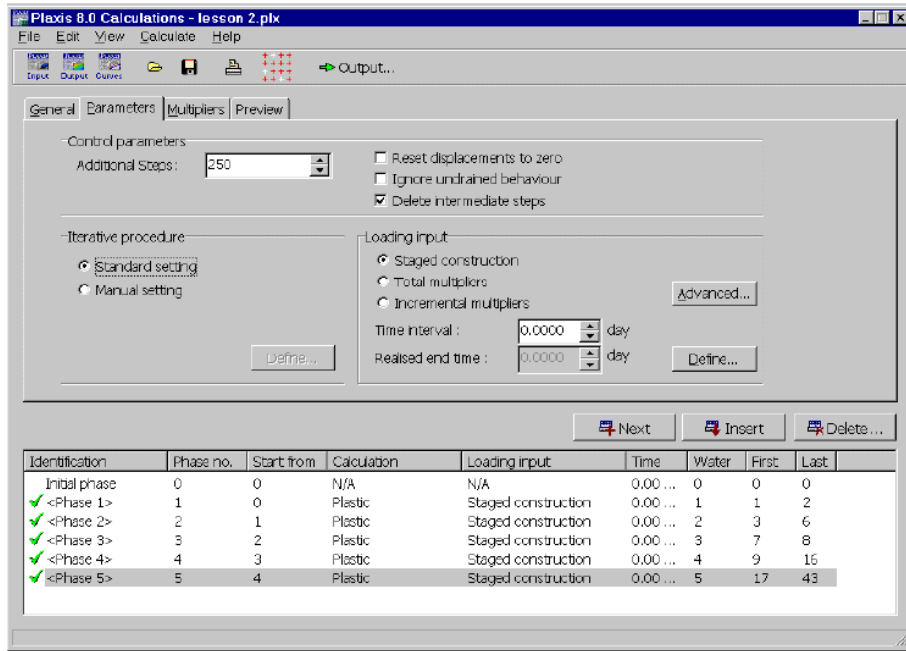 Plaxis 8.0 Calculations - lesson 2.plx
File Edit View Calculate Help
Input Output Curves Output...
General Parameters Multipliers Preview
Control parameters
Additional Steps: 250
Reset displacements to zero
Ignore undrained behaviour
Delete intermediate steps
Iterative procedure
Standard setting
Manual setting
Define...
Loading input
Staged construction
Total multipliers
Incremental multipliers
Advanced...
Time interval : 0.0000 day
Realised end time : 0.0000 day
Define...
Next Insert Delete...
Identification Phase no. Start from Calculation Loading input Time Water First Last
Initial phase 0 0 N/A N/A 0.00 ... 0 0 0
<Phase 1> 1 0 Plastic Staged construction 0.00 ... 1 1 2
<Phase 2> 2 1 Plastic Staged construction 0.00 ... 2 3 6
<Phase 3> 3 2 Plastic Staged construction 0.00 ... 3 7 8
<Phase 4> 4 3 Plastic Staged construction 0.00 ... 4 9 16
<Phase 5> 5 4 Plastic Staged construction 0.00 ... 5 17 43